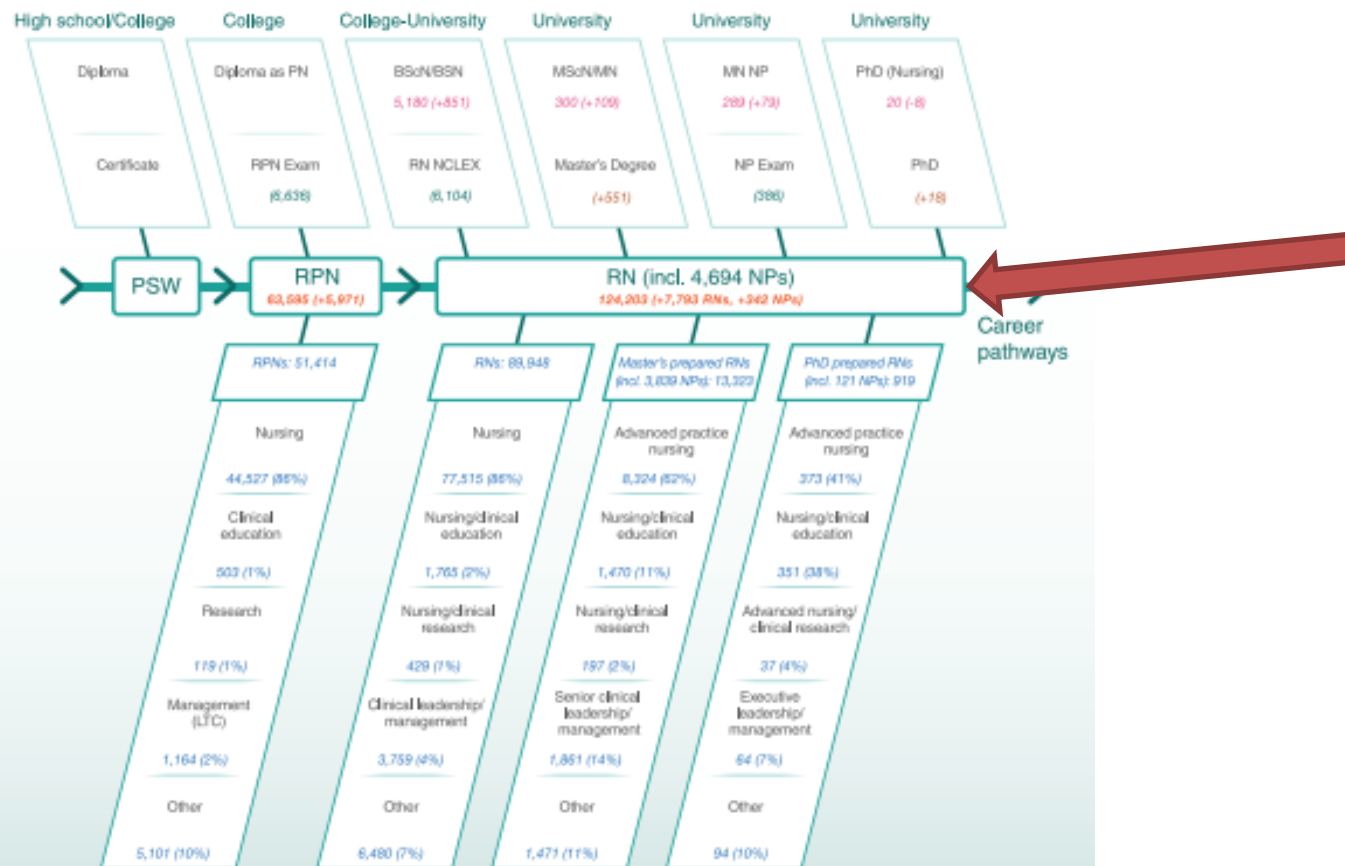 High school/College
College
College-University
University
University
University
Diploma
Diploma as PN
BScN/BSN
MScN/MN
MN NP
PhD (Nursing)
5,180 (+851)
300 (+109)
289 (+79)
20 (-8)
Certificate
RPN Exam
RN NCLEX
Master's Degree
NP Exam
PhD
(6,636)
(6,104)
(+551)
(386)
(+18)
PSW
RPN
63,595 (+5,971)
RN (incl. 4,694 NPs)
124,203 (+7,793 RNs, +342 NPs)
Career
pathways
RPNs: 51,414
RNs: 89,948
Master's prepared RNs
(incl. 3,839 NPs): 13,323
PhD prepared RNs
(incl. 121 NPs): 919
Nursing
44,527 (86%)
Clinical
education
503 (1%)
Research
119 (1%)
Management
(LTC)
1,164 (2%)
Other
5,101 (10%)
Nursing
77,515 (86%)
Nursing/clinical
education
1,765 (2%)
Nursing/clinical
research
429 (1%)
Clinical leadership/
management
3,759 (4%)
Other
6,480 (7%)
Advanced practice
nursing
8,324 (62%)
Nursing/clinical
education
1,470 (11%)
Nursing/clinical
research
197 (2%)
Senior clinical
leadership/
management
1,861 (14%)
Other
1,471 (11%)
Advanced practice
nursing
373 (41%)
Nursing/clinical
education
351 (38%)
Advanced nursing/
clinical research
37 (4%)
Executive
leadership/
management
64 (7%)
Other
94 (10%)